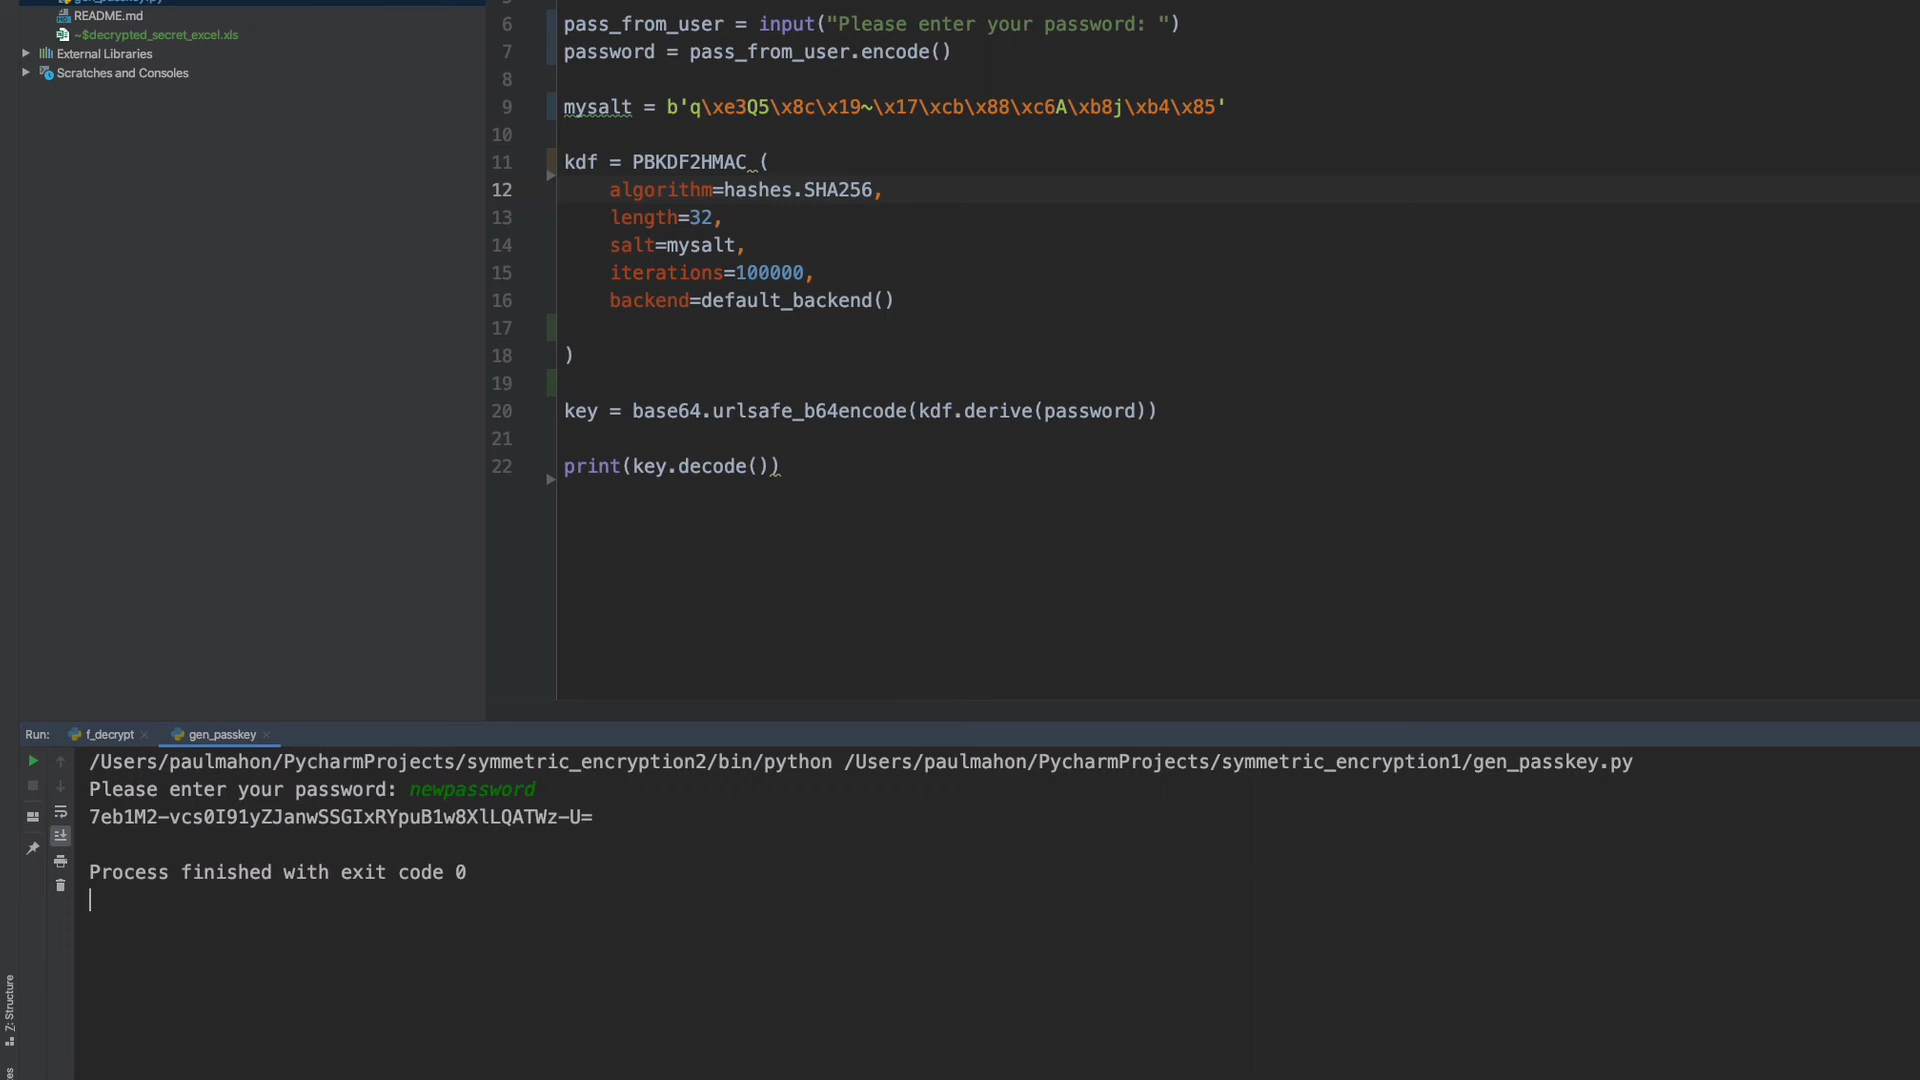 gen_passkey.py
README.md
~$decrypted_secret_excel.xls
External Libraries
Scratches and Consoles
6 pass_from_user = input("Please enter your password: ")
7 password = pass_from_user.encode()
8
9 mysalt = b'q\xe3Q5\x8c\x19~\x17\xcb\x88\xc6A\xb8j\xb4\x85'
10
11 kdf = PBKDF2HMAC (
12 algorithm=hashes.SHA256,
13 length=32,
14 salt=mysalt,
15 iterations=100000,
16 backend=default_backend()
17
18 )
19
20 key = base64.urlsafe_b64encode(kdf.derive(password))
21
22 print(key.decode())
Run: f_decrypt gen_passkey
/Users/paulmahon/PycharmProjects/symmetric_encryption2/bin/python /Users/paulmahon/PycharmProjects/symmetric_encryption1/gen_passkey.py
Please enter your password: newpassword
7eb1M2-vcs0I91yZJanwSSGIxRYpuB1w8XlLQATWz-U=
Process finished with exit code 0
Z: Structure